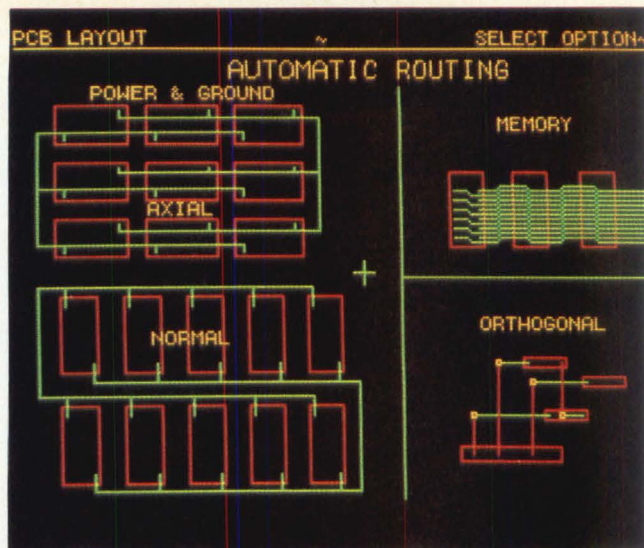 PCB LAYOUT ~ SELECT OPTION~
AUTOMATIC ROUTING
POWER & GROUND
AXIAL
NORMAL
MEMORY
ORTHOGONAL